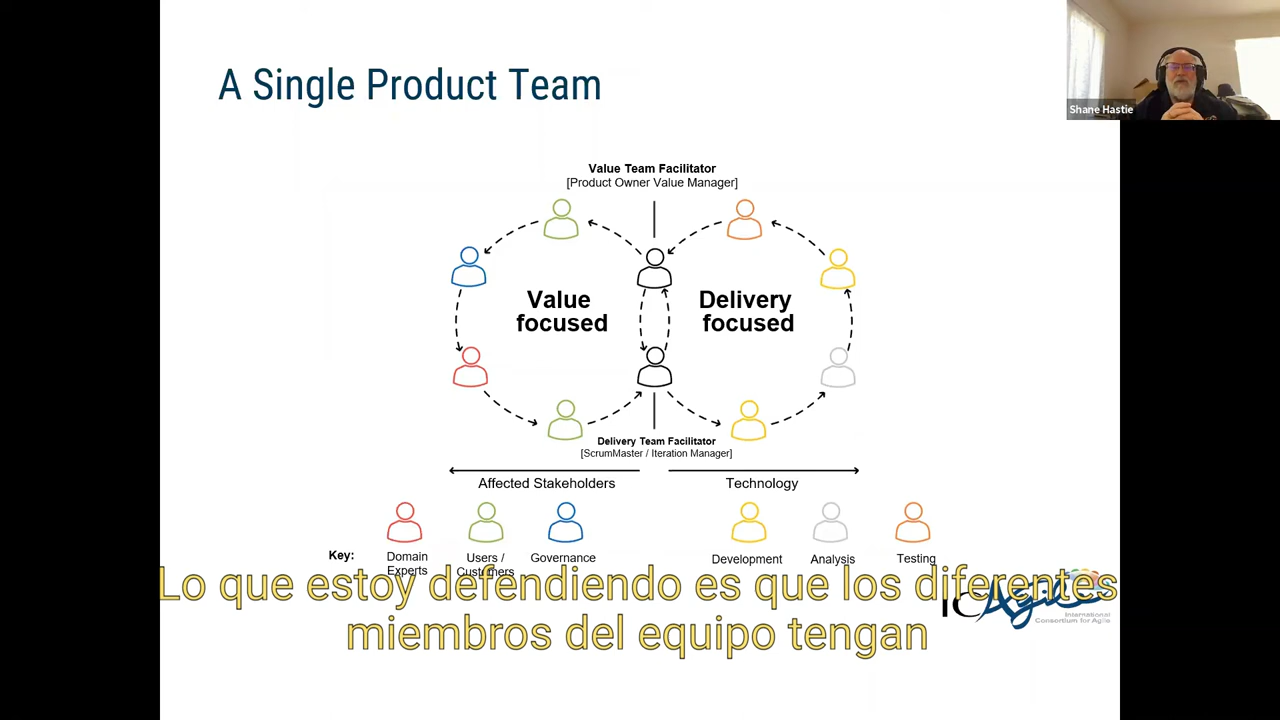 A Single Product Team
Shane Hastie
Value Team Facilitator
[Product Owner Value Manager]
Value
focused
Delivery
focused
Delivery Team Facilitator
[ScrumMaster / Iteration Manager]
Affected Stakeholders
Technology
Key:
Domain
Experts
Users /
Customers
Governance
Development
Analysis
Testing
Lo que estoy defendiendo es que los diferentes
miembros del equipo tengan
ICAgile
International
Consortium for Agile